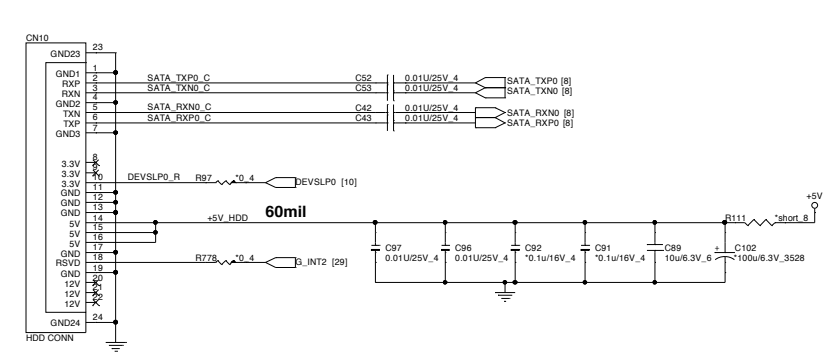 CN10
GND23 23
GND1 1
RXP 2 SATA_TXP0_C C52 0.01U/25V_4 SATA_TXP0 [8]
RXN 3 SATA_TXN0_C C53 0.01U/25V_4 SATA_TXN0 [8]
GND2 4
TXN 5 SATA_RXN0_C C42 0.01U/25V_4 SATA_RXN0 [8]
TXP 6 SATA_RXP0_C C43 0.01U/25V_4 SATA_RXP0 [8]
GND3 7
3.3V 8
3.3V 9
3.3V 10 DEVSLP0_R R97 *0_4 DEVSLP0 [10]
GND 11
GND 12
GND 13
5V 14 +5V_HDD 60mil R111 *short_8 +5V
5V 15
5V 16
GND 17
RSVD 18 R778 *0_4 G_INT2 [29]
GND 19
12V 20
12V 21
12V 22
GND24 24
HDD CONN
C97 0.01U/25V_4
C96 0.01U/25V_4
C92 *0.1u/16V_4
C91 *0.1u/16V_4
C89 10u/6.3V_6
+ C102 *100u/6.3V_3528